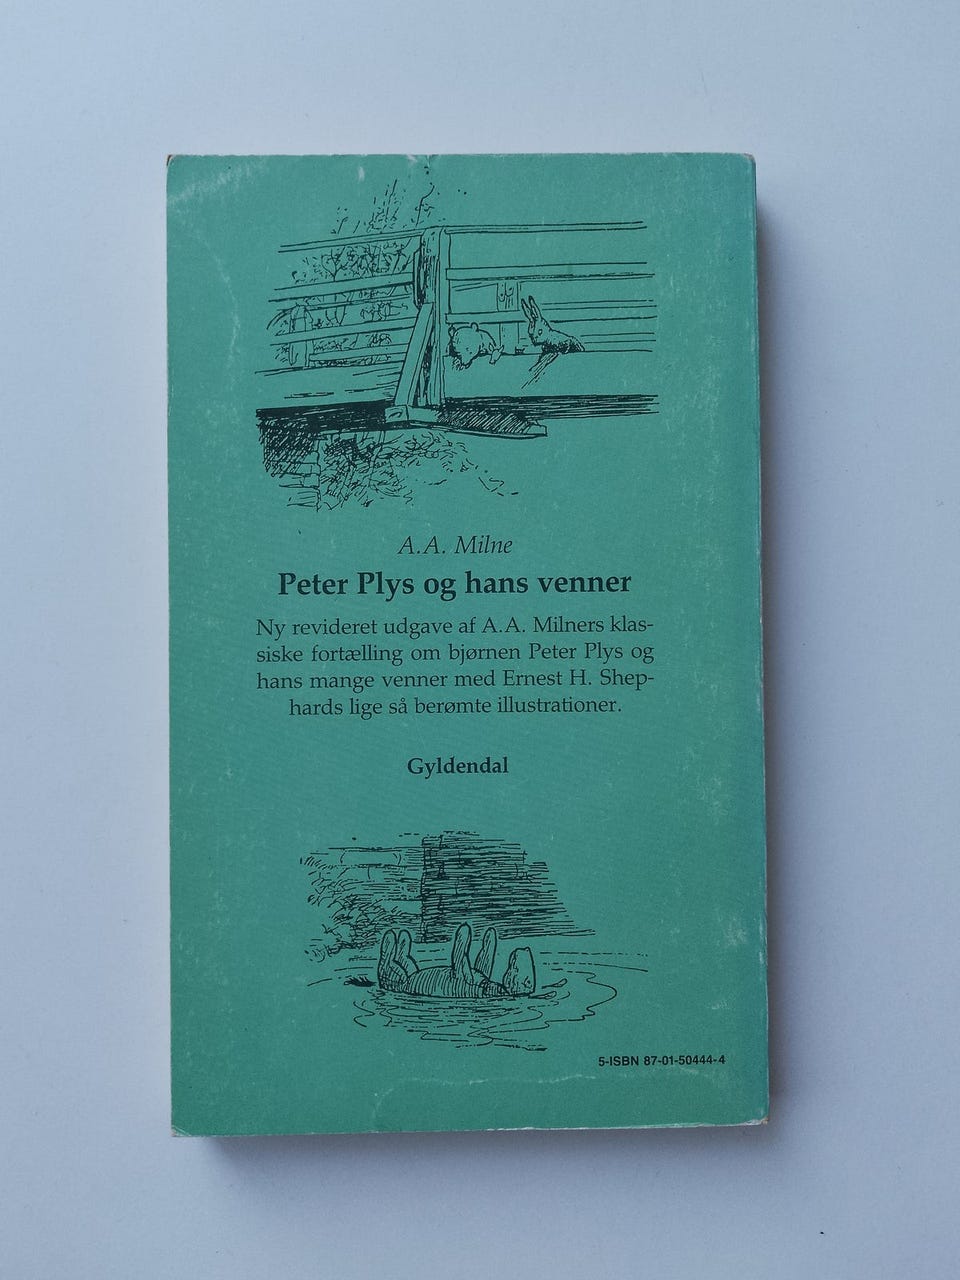 A.A. Milne
Peter Plys og hans venner
Ny revideret udgave af A.A. Milners klas-
siske fortælling om bjørnen Peter Plys og
hans mange venner med Ernest H. Shep-
hards lige så berømte illustrationer.
Gyldendal
5-ISBN 87-01-50444-4